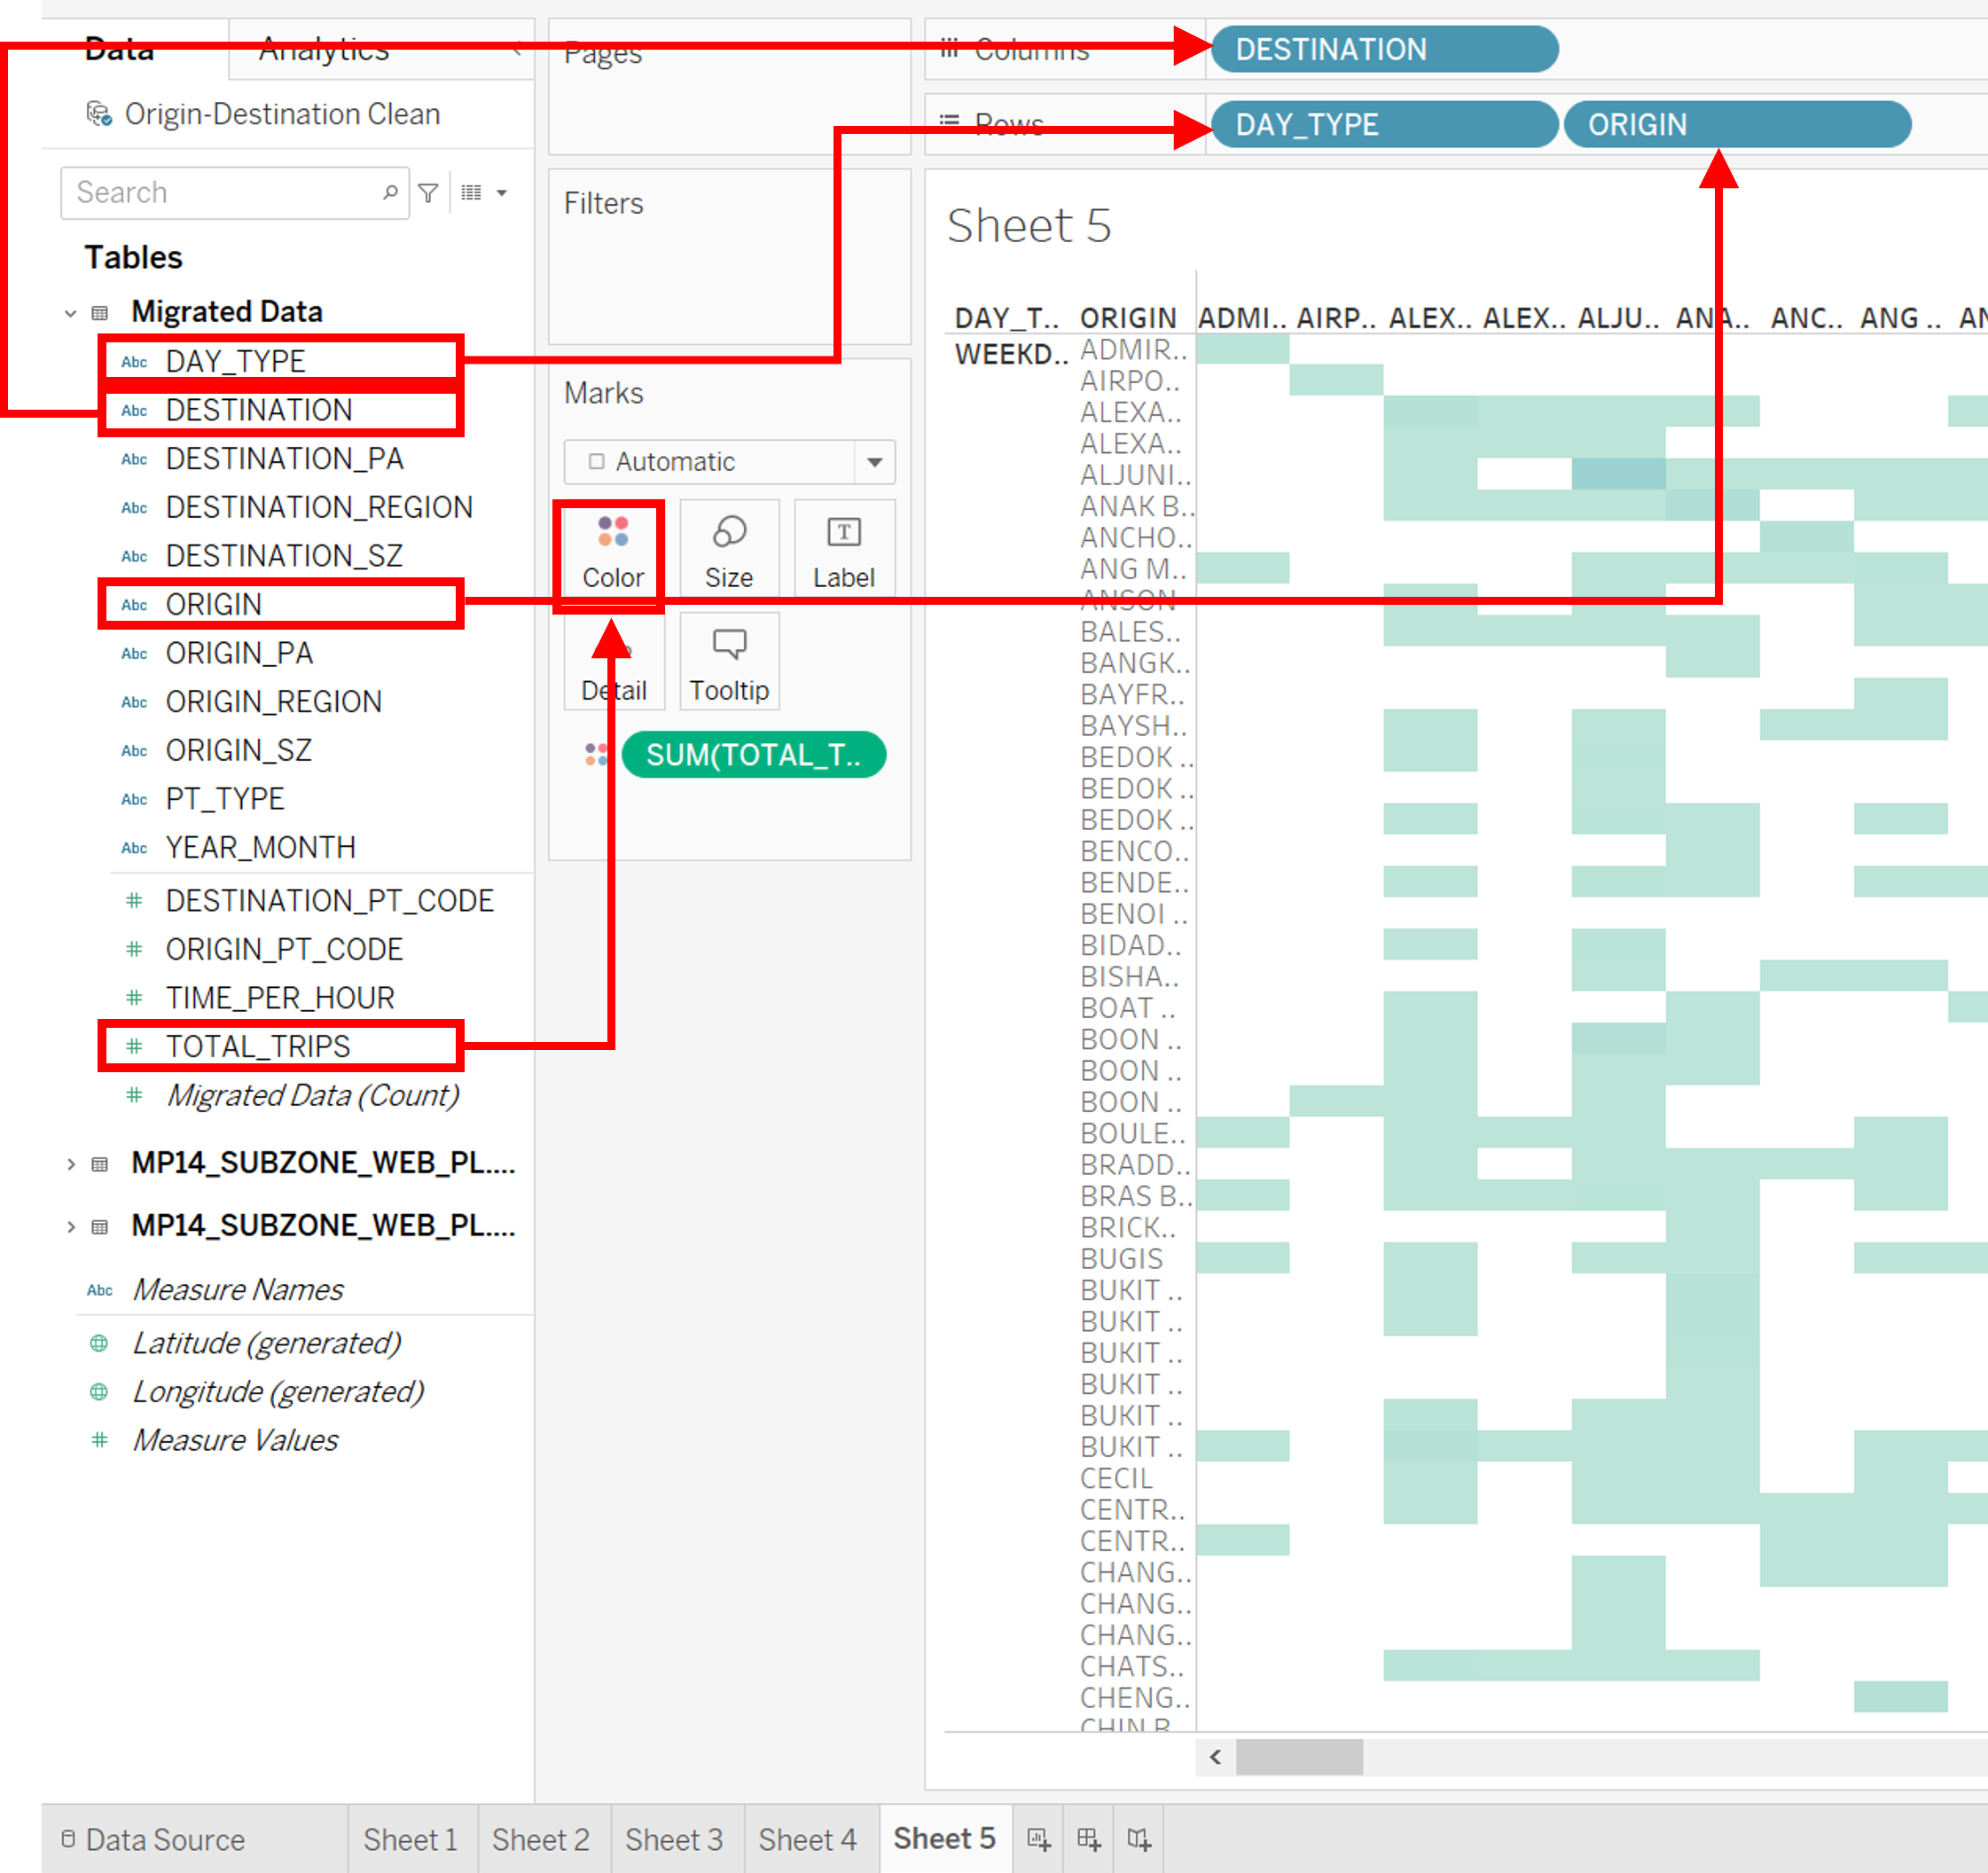 Data
Analytics
Origin-Destination Clean
Search
Tables
Migrated Data
Abc DAY_TYPE
Abc DESTINATION
Abc DESTINATION_PA
Abc DESTINATION_REGION
Abc DESTINATION_SZ
Abc ORIGIN
Abc ORIGIN_PA
Abc ORIGIN_REGION
Abc ORIGIN_SZ
Abc PT_TYPE
Abc YEAR_MONTH
# DESTINATION_PT_CODE
# ORIGIN_PT_CODE
# TIME_PER_HOUR
# TOTAL_TRIPS
# Migrated Data (Count)
MP14_SUBZONE_WEB_PL....
MP14_SUBZONE_WEB_PL....
Abc Measure Names
Latitude (generated)
Longitude (generated)
# Measure Values
Pages
Filters
Marks
Automatic
Color Size Label
Detail Tooltip
SUM(TOTAL_T..
Columns DESTINATION
Rows DAY_TYPE ORIGIN
Sheet 5
DAY_T.. ORIGIN ADMI.. AIRP.. ALEX.. ALEX.. ALJU.. ANA.. ANC.. ANG .. AN
WEEKD.. ADMIR..
AIRPO..
ALEXA..
ALEXA..
ALJUNI..
ANAK B..
ANCHO..
ANG M..
ANSON
BALES..
BANGK..
BAYFR..
BAYSH..
BEDOK ..
BEDOK ..
BEDOK ..
BENCO..
BENDE..
BENOI ..
BIDAD..
BISHA..
BOAT ..
BOON ..
BOON ..
BOON ..
BOULE..
BRADD..
BRAS B..
BRICK..
BUGIS
BUKIT ..
BUKIT ..
BUKIT ..
BUKIT ..
BUKIT ..
BUKIT ..
CECIL
CENTR..
CENTR..
CHANG..
CHANG..
CHANG..
CHATS..
CHENG..
CHIN B
Data Source Sheet 1 Sheet 2 Sheet 3 Sheet 4 Sheet 5